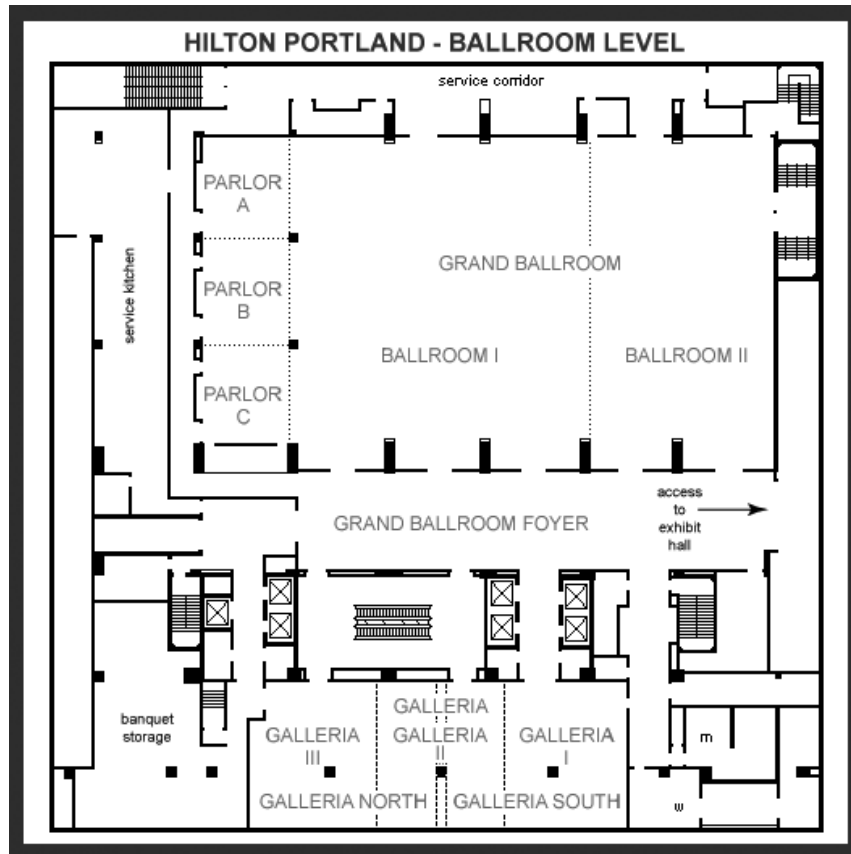 HILTON PORTLAND - BALLROOM LEVEL
service corridor
PARLOR
A
GRAND BALLROOM
service kitchen
PARLOR
B
BALLROOM I
BALLROOM II
PARLOR
C
access
to
exhibit
hall
GRAND BALLROOM FOYER
banquet
storage
GALLERIA
GALLERIA
III
GALLERIA
II
GALLERIA
I
m
GALLERIA NORTH
GALLERIA SOUTH
w